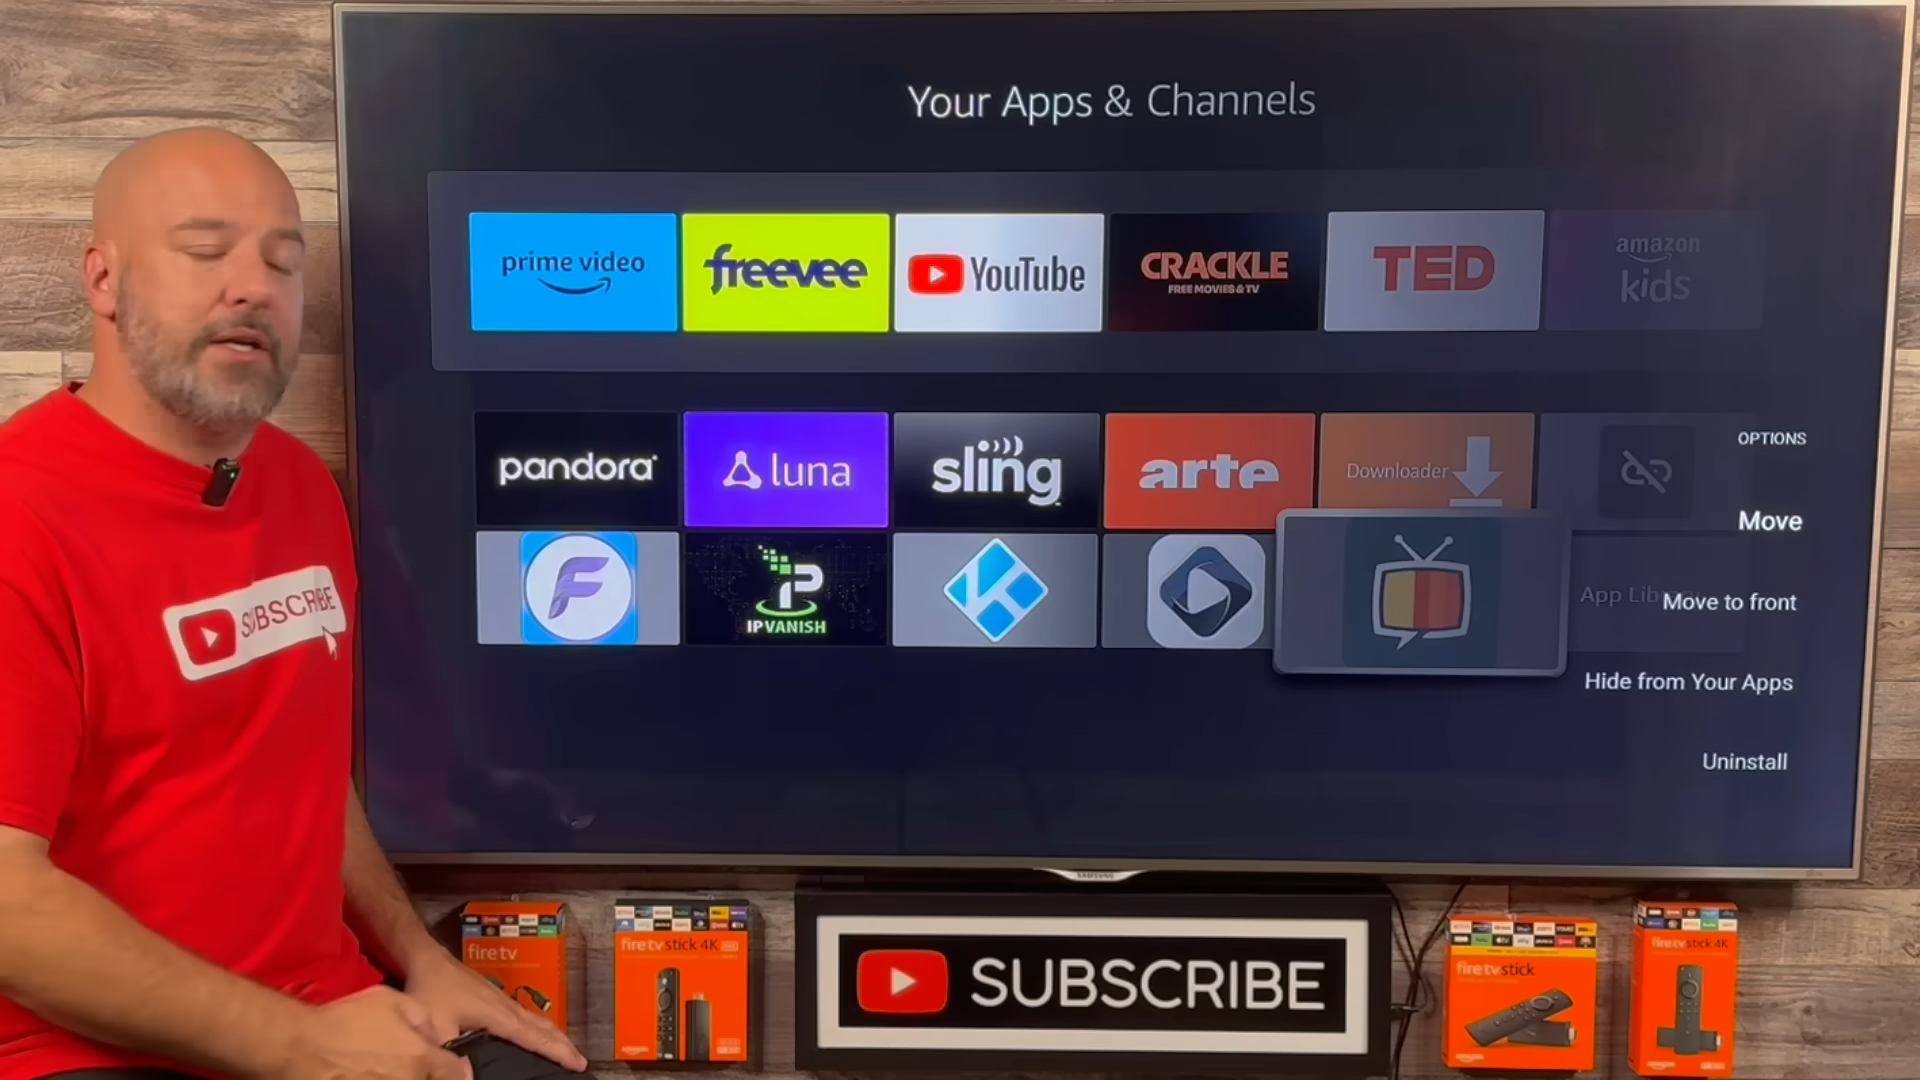 Your Apps & Channels
prime video
freevee
YouTube
CRACKLE
FREE MOVIES & TV
TED
amazon
kids
pandora
luna
sling
arte
Downloader
OPTIONS
Move
F
IPVANISH
App Lib
Move to front
Hide from Your Apps
Uninstall
SUBSCRIBE
SAMSUNG
fire tv
fire tv stick 4K
SUBSCRIBE
fire tv stick
fire tv stick 4K